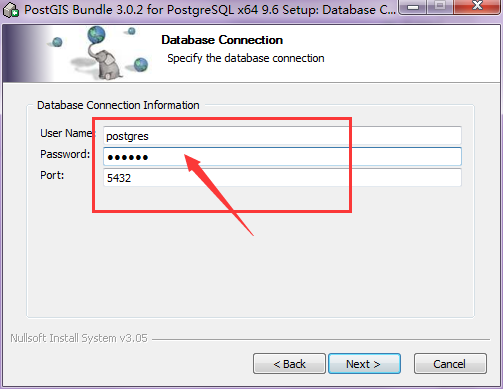 PostGIS Bundle 3.0.2 for PostgreSQL x64 9.6 Setup: Database C...
Database Connection
Specify the database connection
Database Connection Information
User Name:
postgres
Password:
●●●●●●
Port:
5432
Nullsoft Install System v3.05
< Back
Next >
Cancel